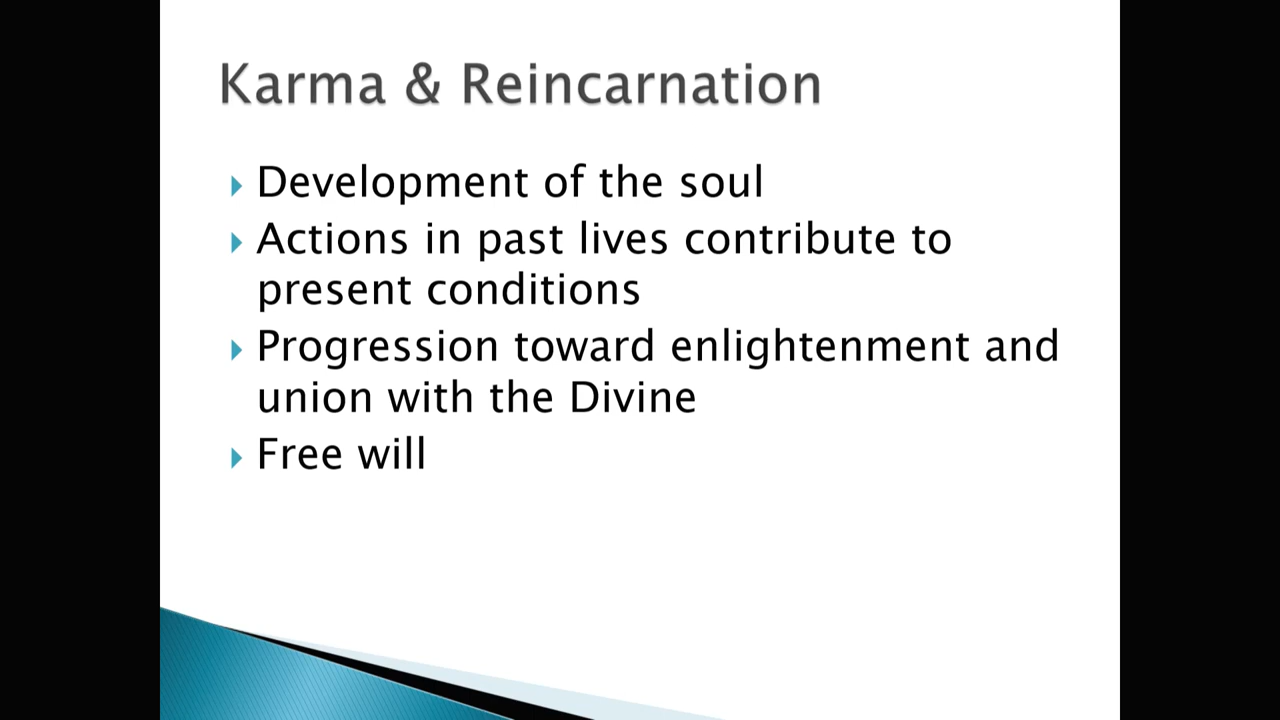 Karma & Reincarnation
Development of the soul
Actions in past lives contribute to
present conditions
Progression toward enlightenment and
union with the Divine
Free will